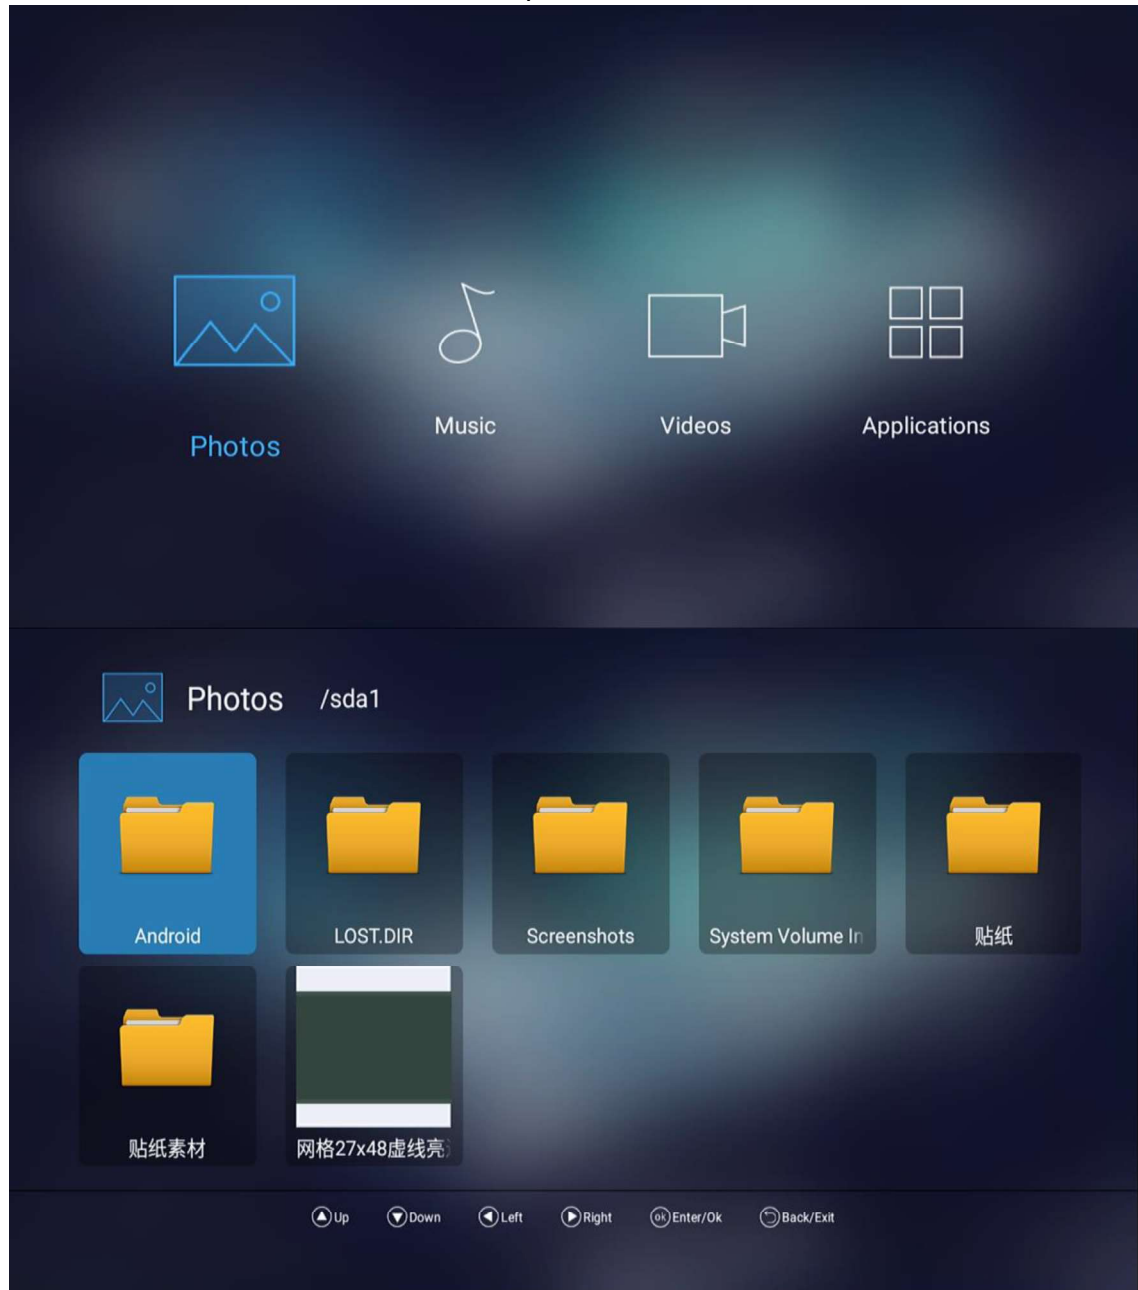 Photos
Music
Videos
Applications
Photos /sda1
Android
LOST.DIR
Screenshots
System Volume In
贴纸
贴纸素材
网格27x48虚线亮
Up
Down
Left
Right
ok Enter/Ok
Back/Exit